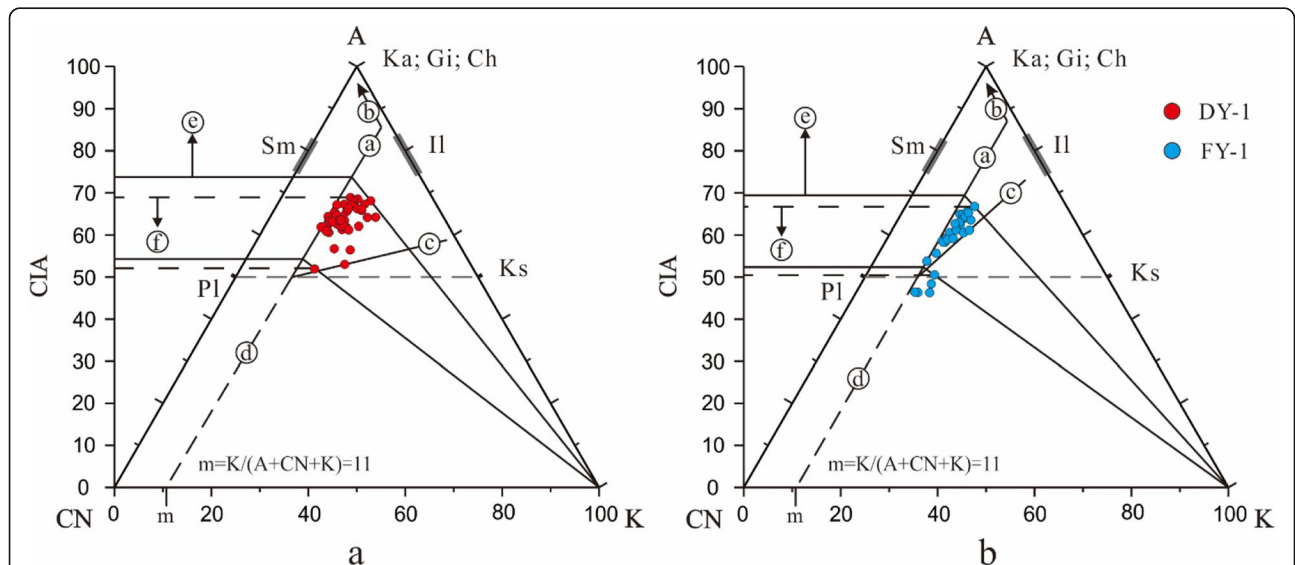 A
Ka; Gi; Ch
100
90
80
70
60
50
40
30
20
10
0
CIA
e
f
b
a
c
d
Sm
Il
Pl
Ks
m=K/(A+CN+K)=11
CN
0
m
20
40
60
80
100
K
a
A
Ka; Gi; Ch
100
90
80
70
60
50
40
30
20
10
0
CIA
e
f
b
a
c
d
Sm
Il
Pl
Ks
DY-1
FY-1
m=K/(A+CN+K)=11
CN
0
m
20
40
60
80
100
K
b